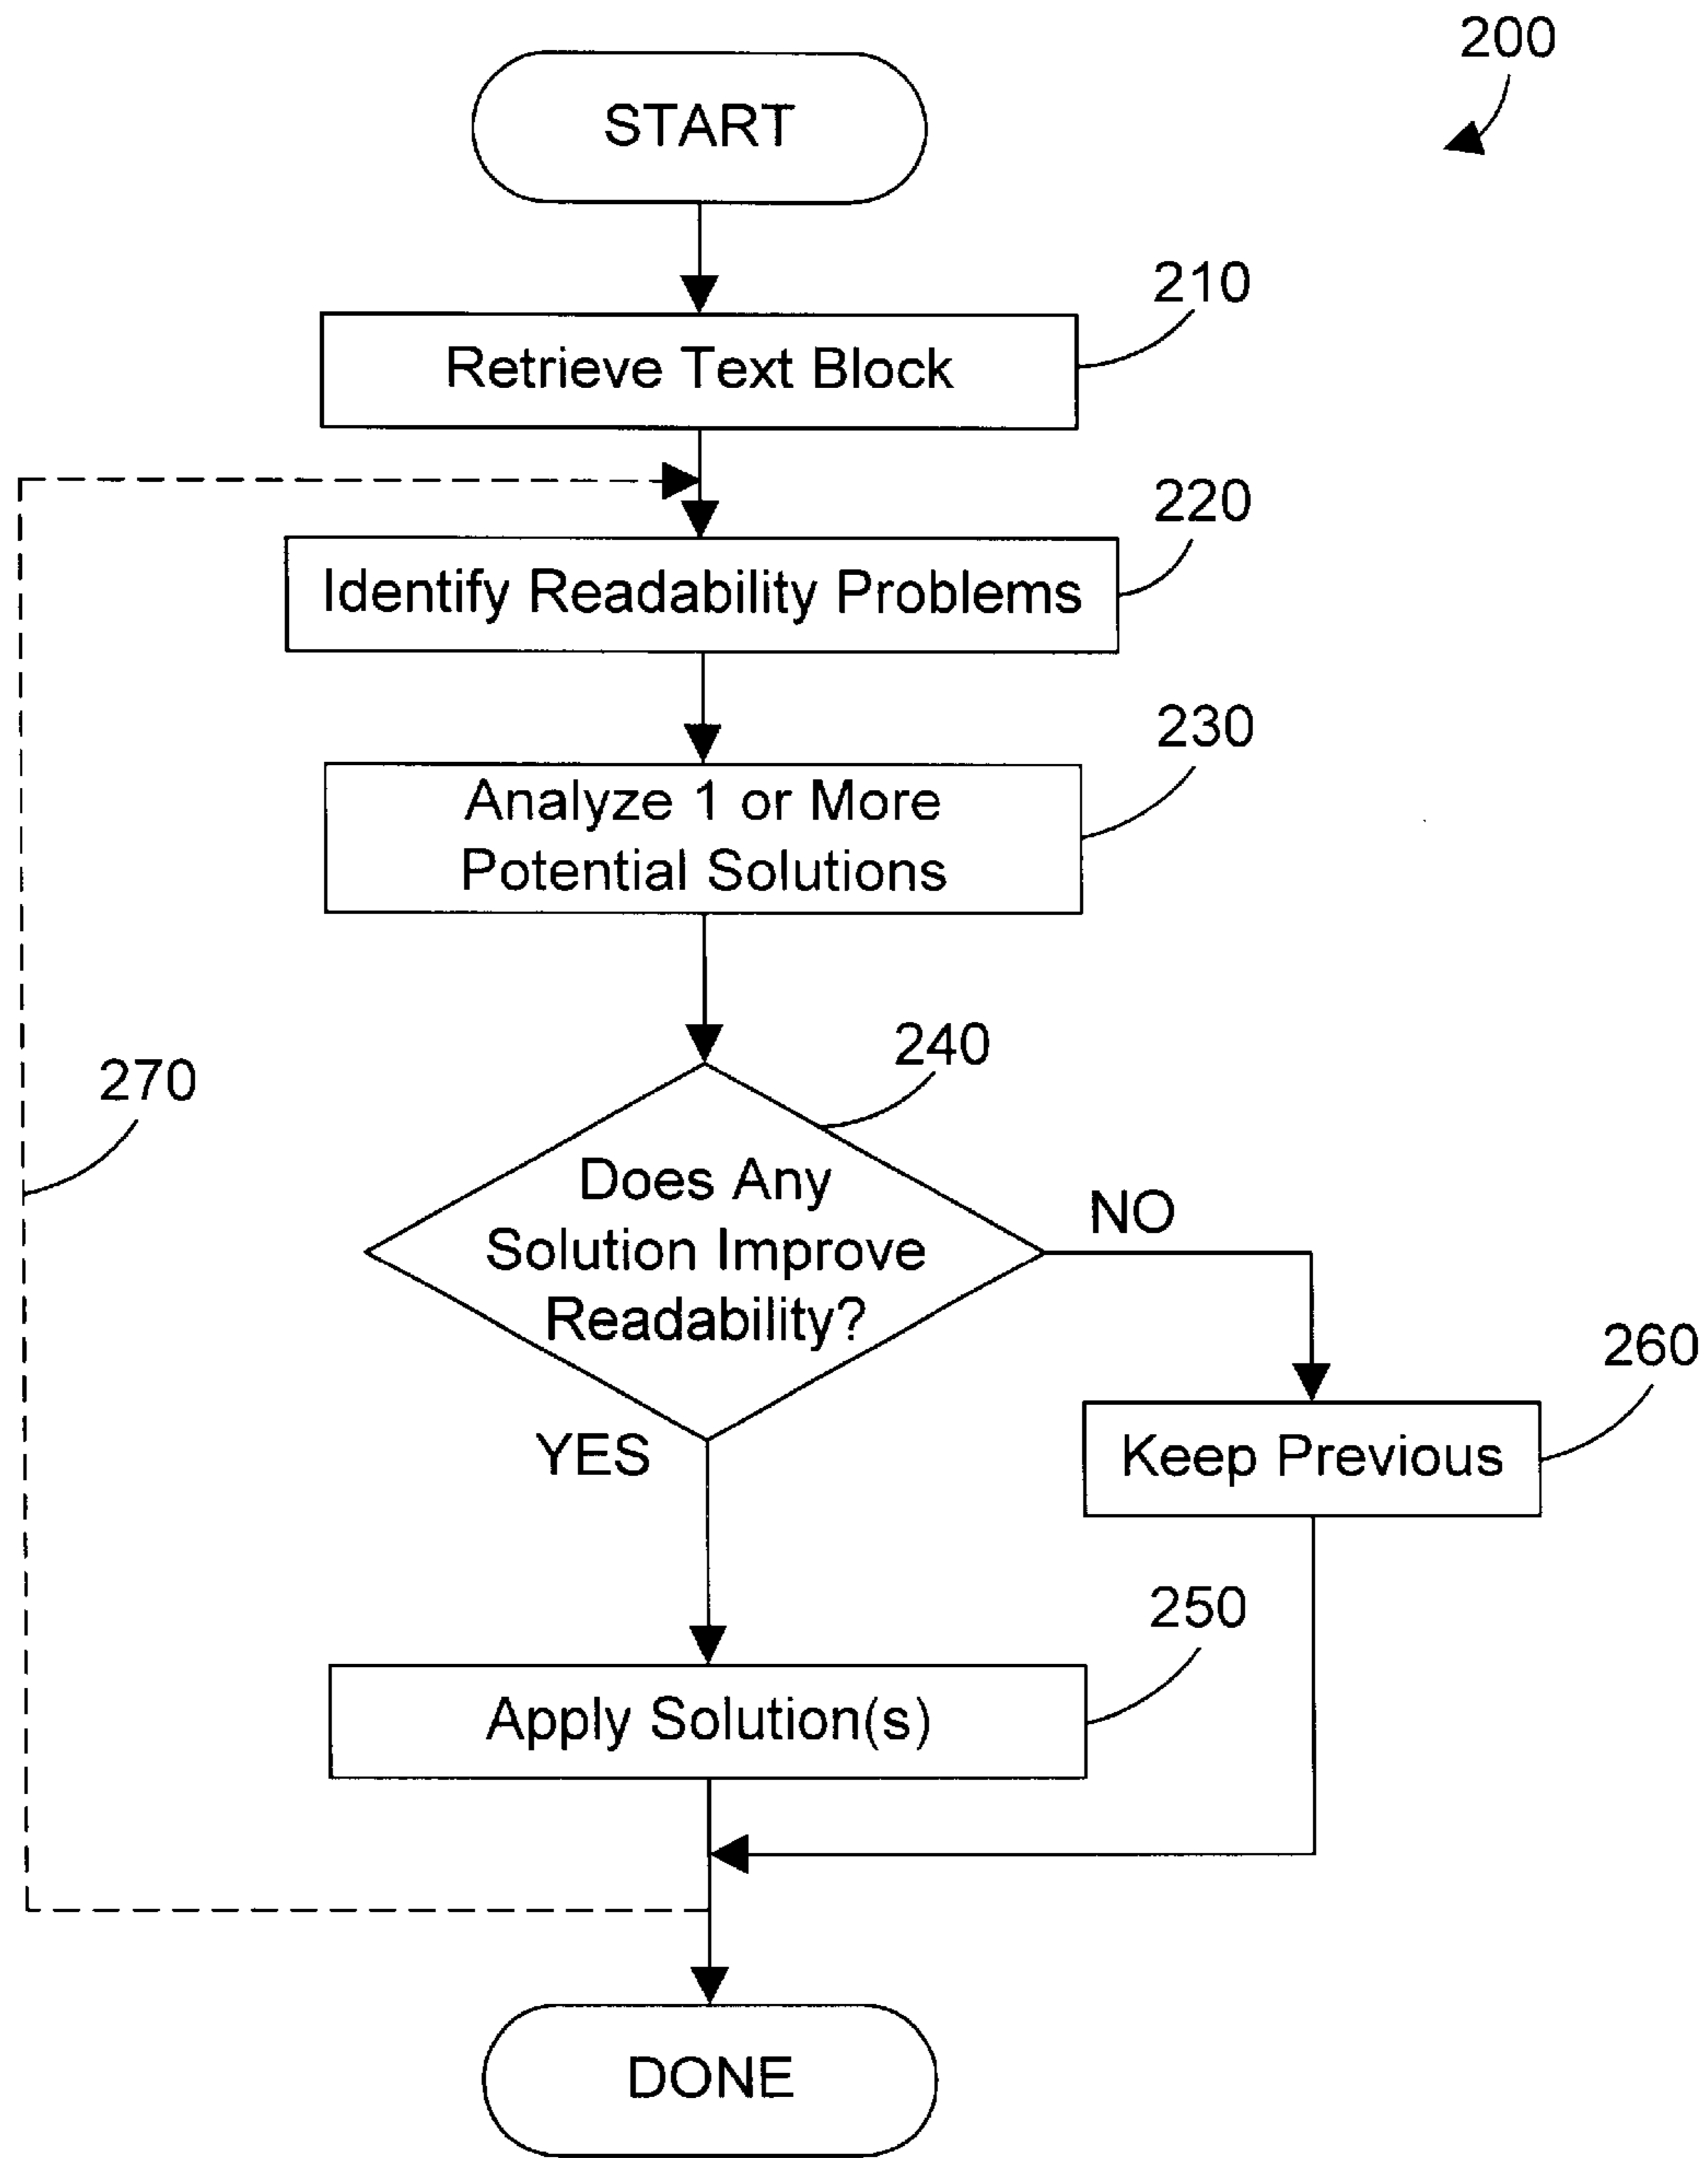 200
START
210
Retrieve Text Block
220
Identify Readability Problems
230
Analyze 1 or More
Potential Solutions
240
270
Does Any
Solution Improve
Readability?
NO
260
YES
Keep Previous
250
Apply Solution(s)
DONE